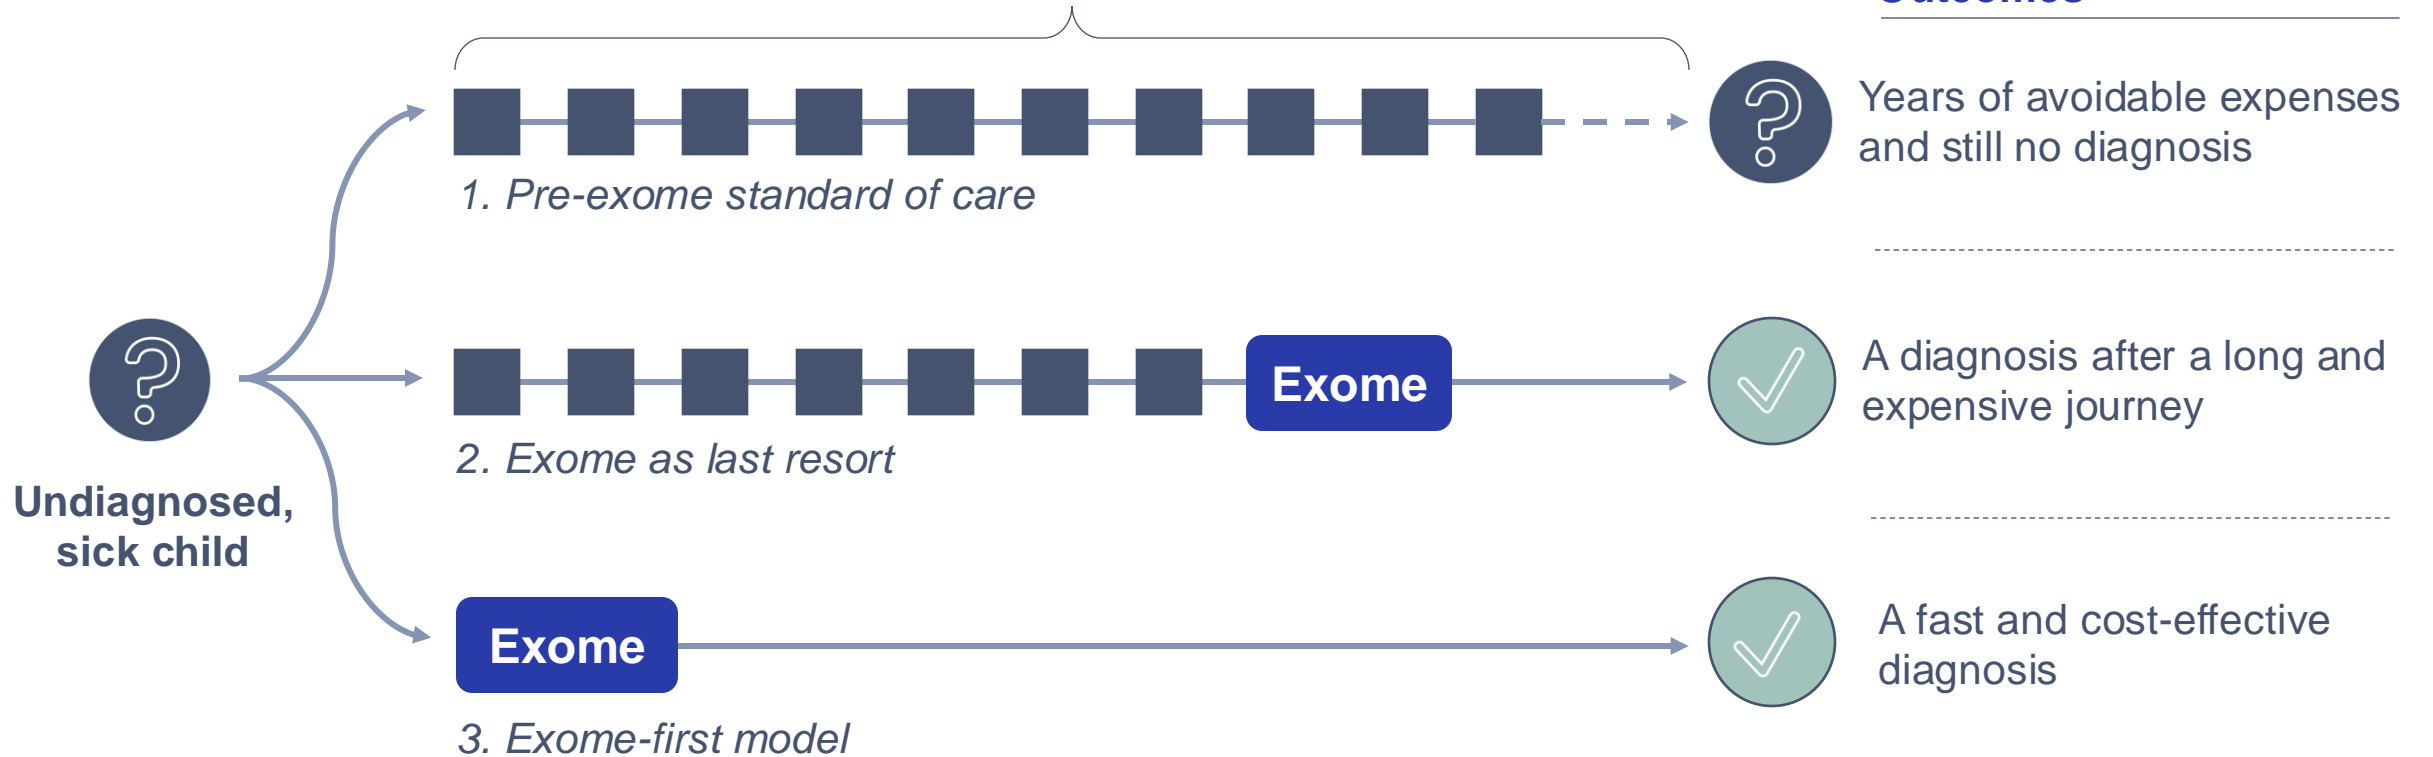 Outcomes
Years of avoidable expenses
and still no diagnosis
1. Pre-exome standard of care
Undiagnosed,
sick child
Exome
A diagnosis after a long and
expensive journey
2. Exome as last resort
Exome
A fast and cost-effective
diagnosis
3. Exome-first model